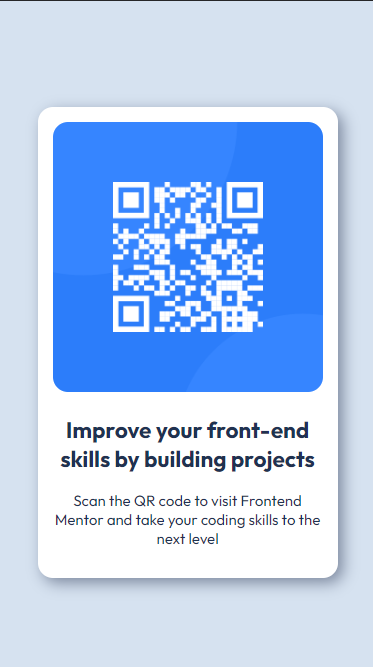 Improve your front-end
skills by building projects
Scan the QR code to visit Frontend
Mentor and take your coding skills to the
next level